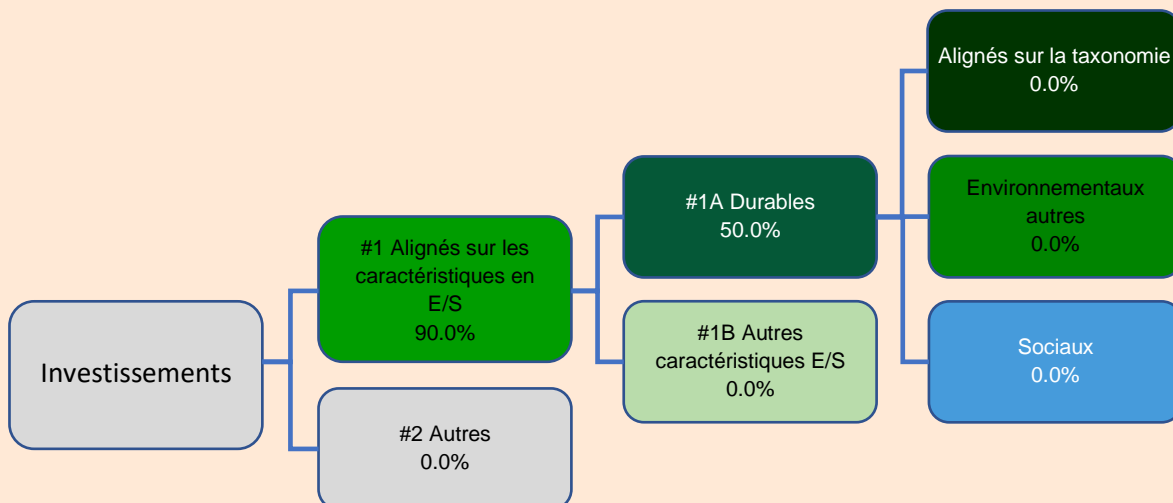 Investissements
#1 Alignés sur les
caractéristiques en
E/S
90.0%
#2 Autres
0.0%
#1A Durables
50.0%
#1B Autres
caractéristiques E/S
0.0%
Alignés sur la taxonomie
0.0%
Environnementaux
autres
0.0%
Sociaux
0.0%